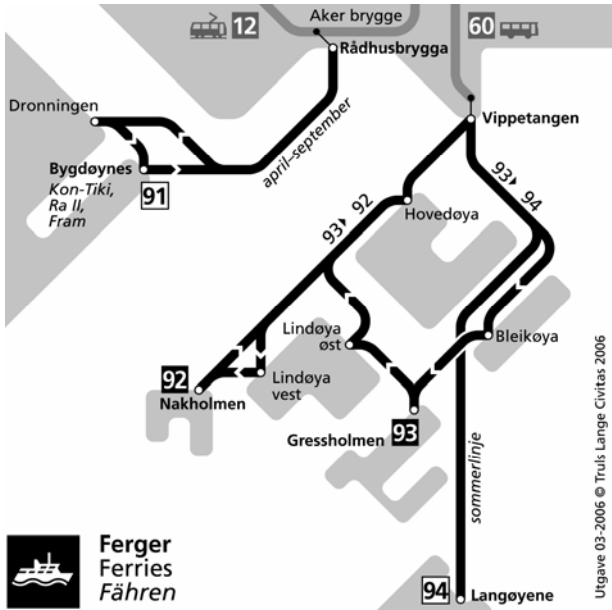 Aker brygge
12
60
Rådhusbrygga
Dronningen
april–september
Vippetangen
Bygdøynes
Kon-Tiki,
Ra II,
Fram
91
93
94
93
92
Hovedøya
Lindøya
øst
Bleikøya
92
Nakholmen
Lindøya
vest
Gressholmen
93
sommerlinje
94
Langøyene
Ferger
Ferries
Fähren
Utgave 03-2006 © Truls Lange Civitas 2006